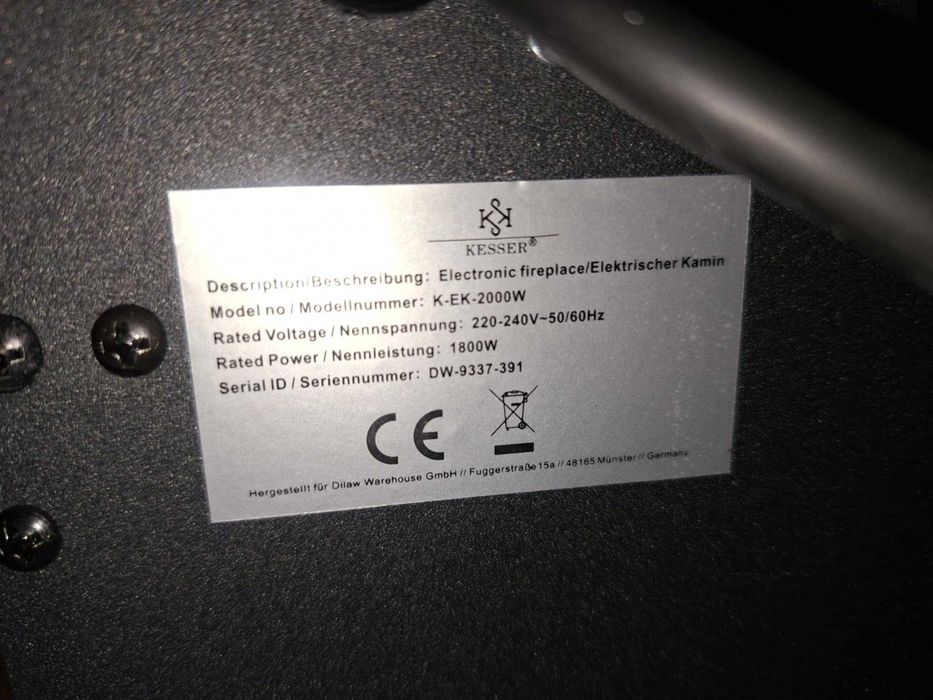 KESSER®
Description/Beschreibung: Electronic fireplace/Elektrischer Kamin
Model no / Modellnummer: K-EK-2000W
Rated Voltage / Nennspannung: 220-240V~50/60Hz
Rated Power / Nennleistung: 1800W
Serial ID / Seriennummer: DW-9337-391
CE
Hergestellt für Dilaw Warehouse GmbH // Fuggerstraße 15a // 48165 Münster // Germany